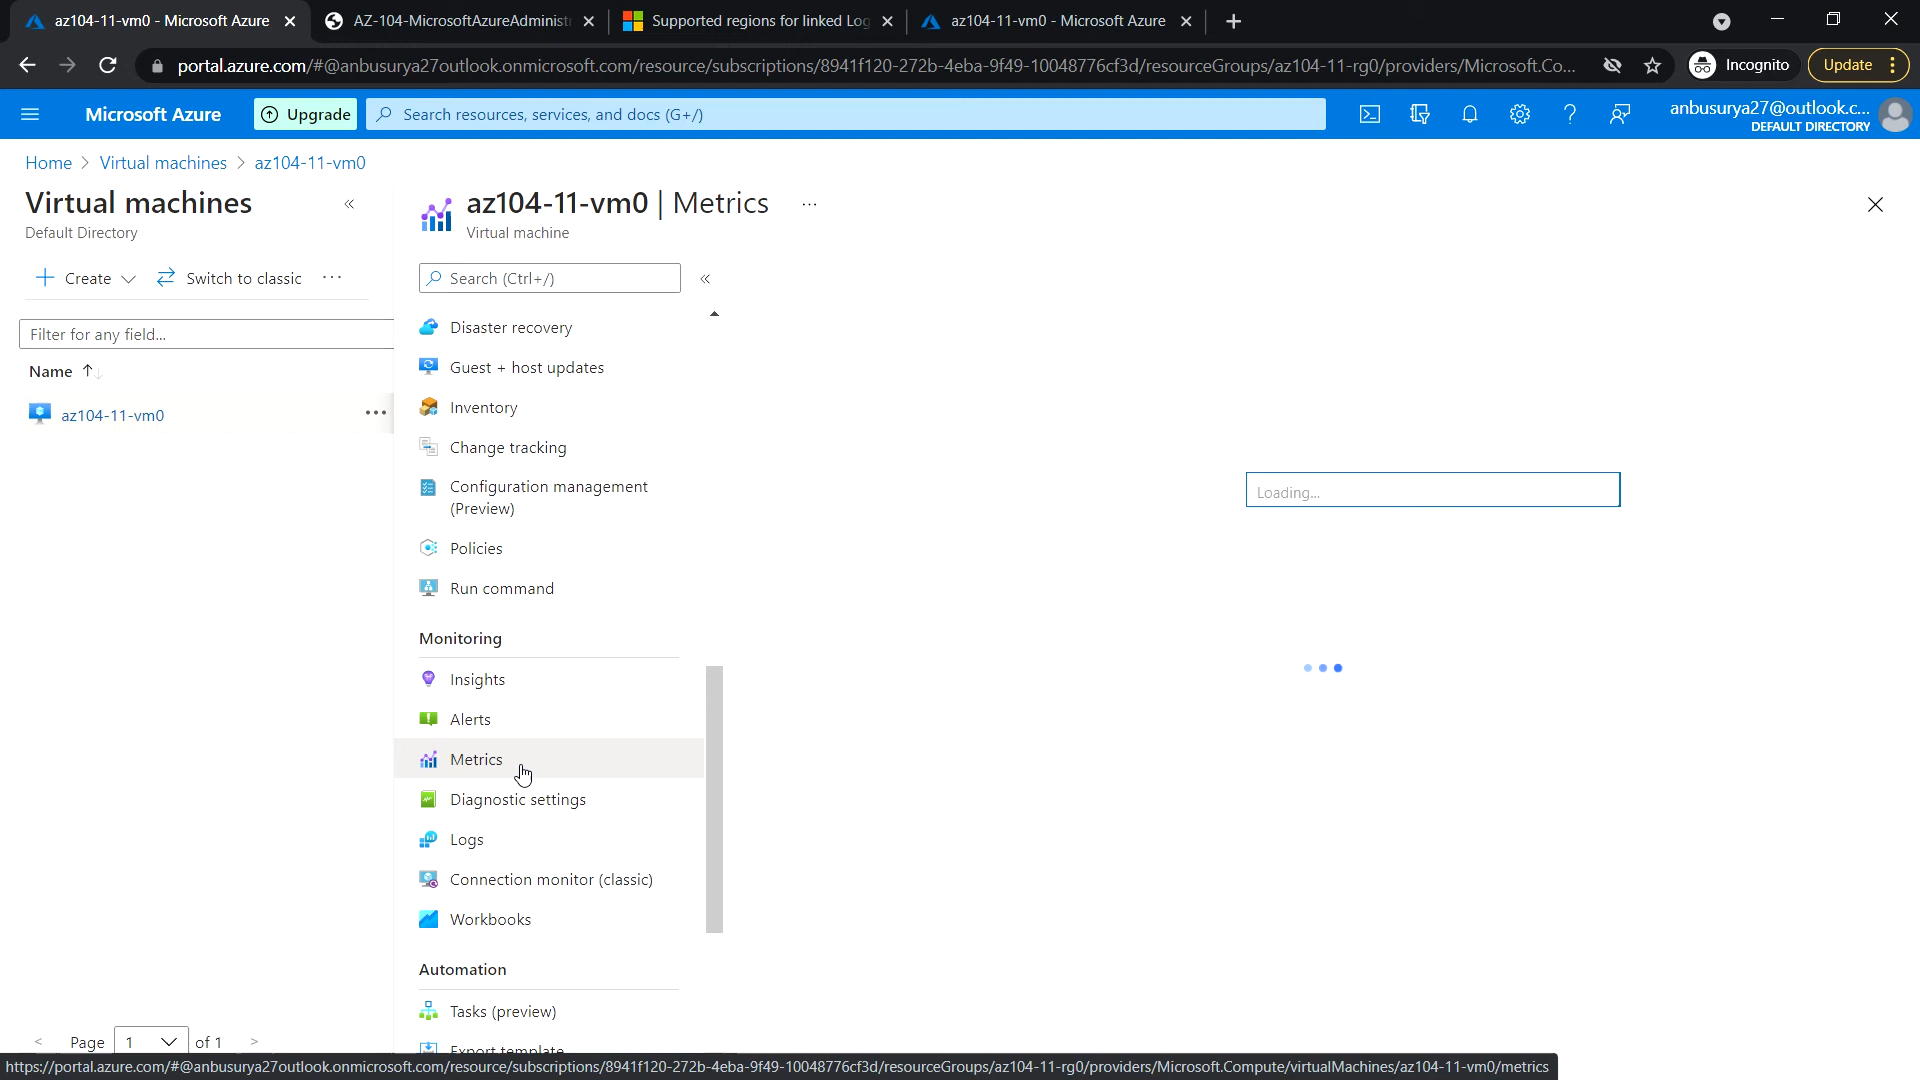 az104-11-vm0 - Microsoft Azure
AZ-104-MicrosoftAzureAdminist
Supported regions for linked Log
az104-11-vm0 - Microsoft Azure
portal.azure.com/#@anbusurya27outlook.onmicrosoft.com/resource/subscriptions/8941f120-272b-4eba-9f49-10048776cf3d/resourceGroups/az104-11-rg0/providers/Microsoft.Co...
Incognito
Update
Microsoft Azure
Upgrade
Search resources, services, and docs (G+/)
anbusurya27@outlook.c...
DEFAULT DIRECTORY
Home > Virtual machines > az104-11-vm0
Virtual machines
Default Directory
Create
Switch to classic
Filter for any field...
Name
az104-11-vm0
Page 1 of 1
az104-11-vm0 | Metrics
Virtual machine
Search (Ctrl+/)
Disaster recovery
Guest + host updates
Inventory
Change tracking
Configuration management
(Preview)
Policies
Run command
Monitoring
Insights
Alerts
Metrics
Diagnostic settings
Logs
Connection monitor (classic)
Workbooks
Automation
Tasks (preview)
Export template
Loading...
https://portal.azure.com/#@anbusurya27outlook.onmicrosoft.com/resource/subscriptions/8941f120-272b-4eba-9f49-10048776cf3d/resourceGroups/az104-11-rg0/providers/Microsoft.Compute/virtualMachines/az104-11-vm0/metrics